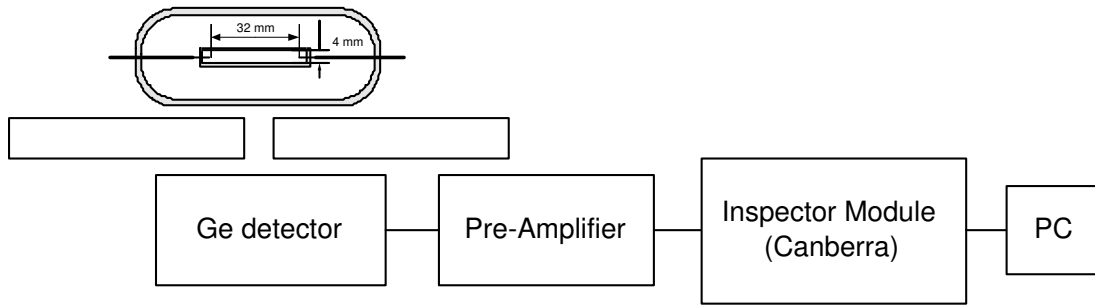 32 mm
4 mm
Ge detector
Pre-Amplifier
Inspector Module
(Canberra)
PC